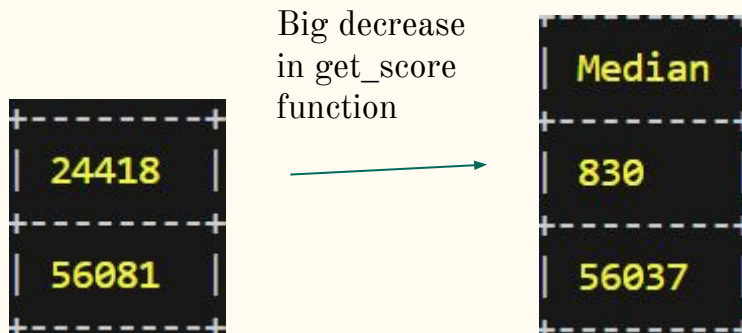 Big decrease
in get_score
function
24418
56081
Median
830
56037